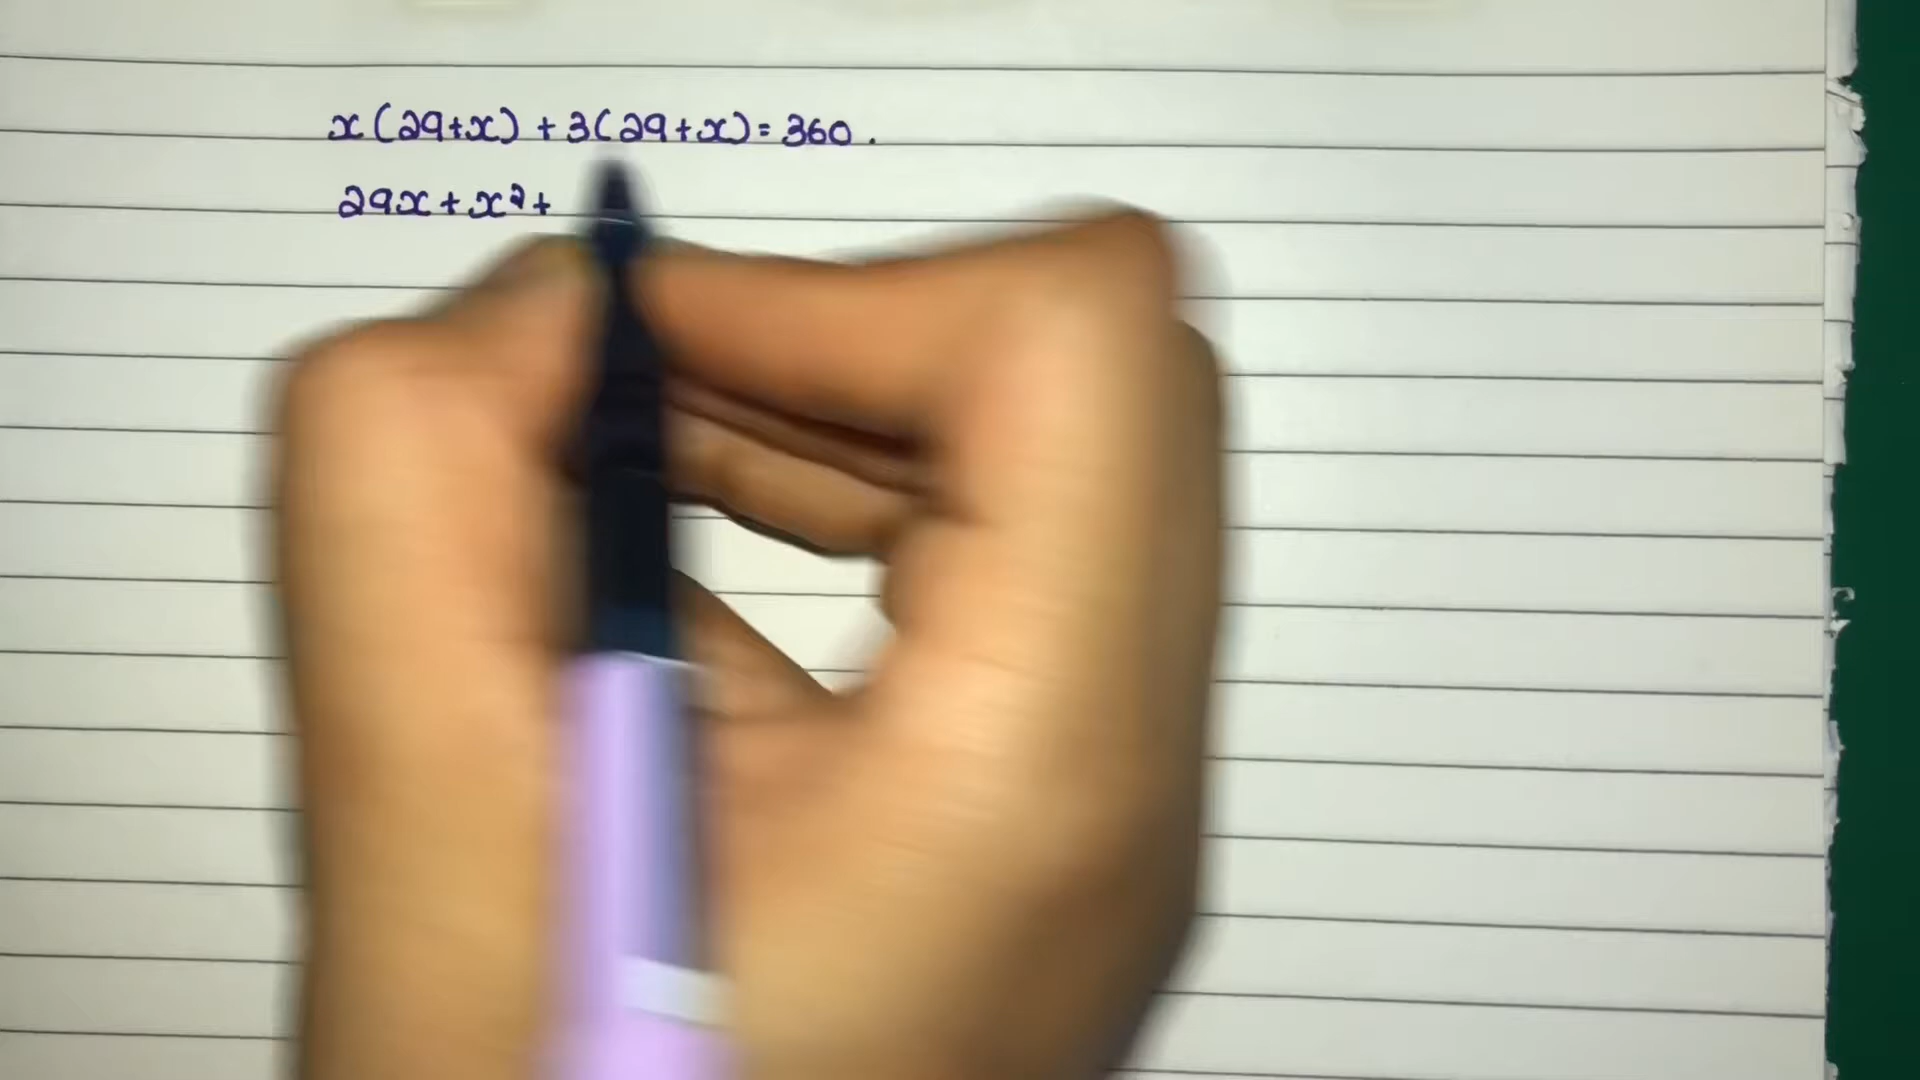 x(29+x) + 3(29+x) = 360.
29x + x² +